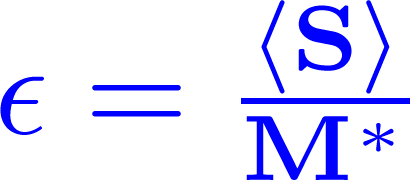 ϵ = ⟨S⟩ / M*